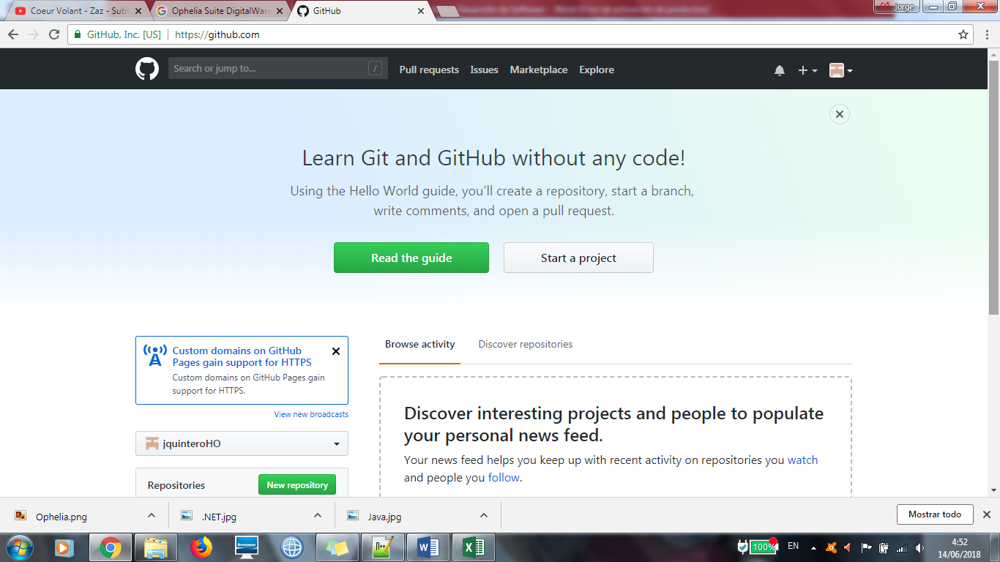 Coeur Volant - Zaz - Subt
Ophelia Suite DigitalWare
GitHub
jorge
GitHub, Inc. [US] https://github.com
Search or jump to... /
Pull requests Issues Marketplace Explore
Learn Git and GitHub without any code!
Using the Hello World guide, you’ll create a repository, start a branch,
write comments, and open a pull request.
Read the guide
Start a project
Custom domains on GitHub
Pages gain support for HTTPS
Custom domains on GitHub Pages gain
support for HTTPS.
View new broadcasts
jquinteroHO
Repositories
New repository
Browse activity
Discover repositories
Discover interesting projects and people to populate
your personal news feed.
Your news feed helps you keep up with recent activity on repositories you watch
and people you follow.
Ophelia.png
.NET.jpg
Java.jpg
Mostrar todo
lenovo
100%
EN
4:52
14/06/2018